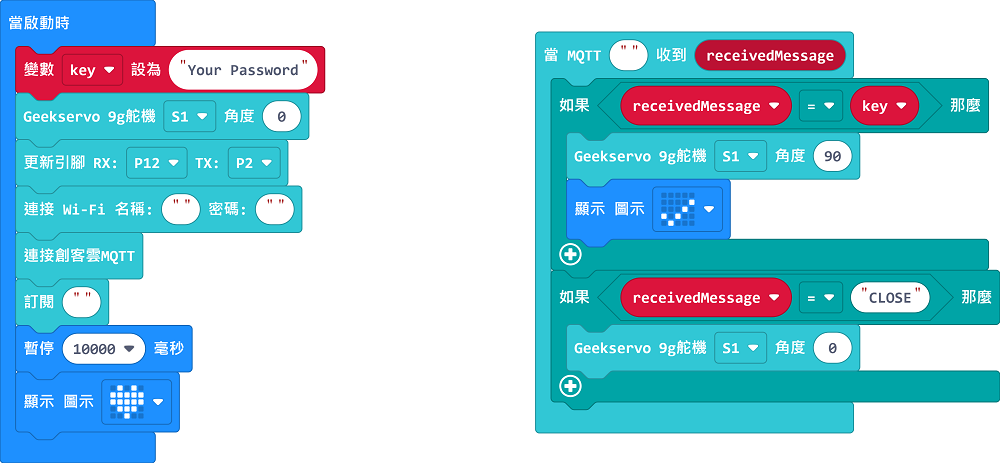 當啟動時
變數 key 設為 "Your Password"
Geekservo 9g舵機 S1 角度 0
更新引腳 RX: P12 TX: P2
連接 Wi-Fi 名稱: "" 密碼: ""
連接創客雲MQTT
訂閱 ""
暫停 10000 毫秒
顯示 圖示
當 MQTT "" 收到 receivedMessage
如果 receivedMessage = key 那麼
Geekservo 9g舵機 S1 角度 90
顯示 圖示
如果 receivedMessage = "CLOSE" 那麼
Geekservo 9g舵機 S1 角度 0